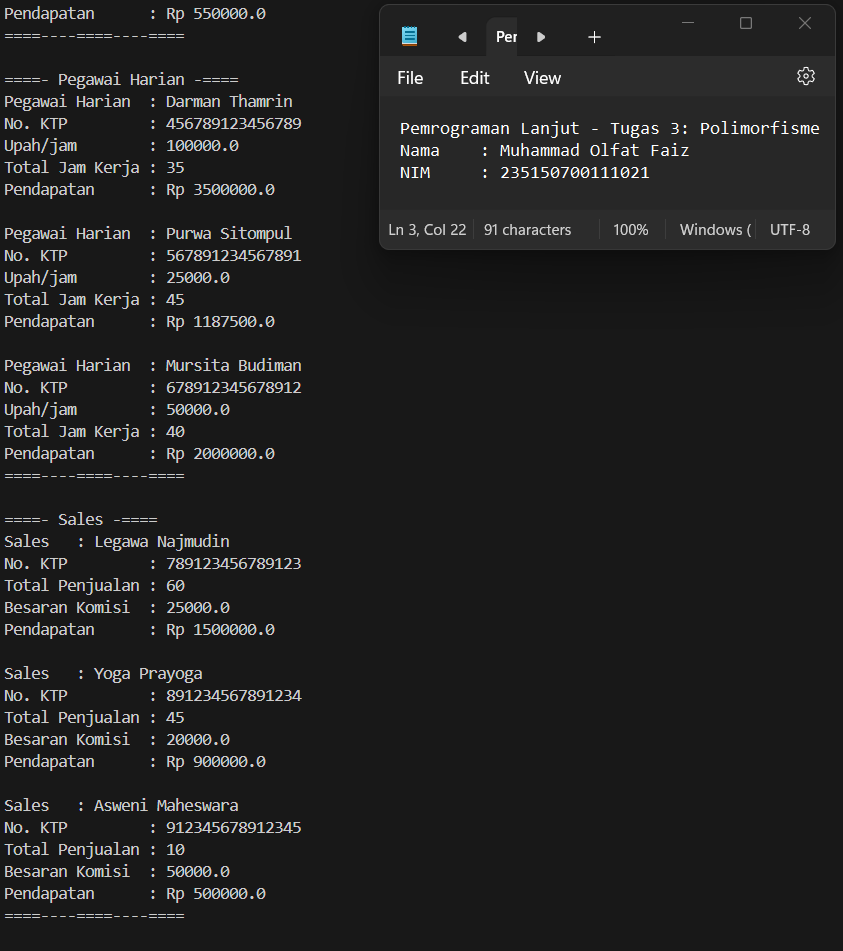 Pendapatan      : Rp 550000.0
====----====----====

====- Pegawai Harian -====
Pegawai Harian  : Darman Thamrin
No. KTP         : 456789123456789
Upah/jam        : 100000.0
Total Jam Kerja : 35
Pendapatan      : Rp 3500000.0

Pegawai Harian  : Purwa Sitompul
No. KTP         : 567891234567891
Upah/jam        : 25000.0
Total Jam Kerja : 45
Pendapatan      : Rp 1187500.0

Pegawai Harian  : Mursita Budiman
No. KTP         : 678912345678912
Upah/jam        : 50000.0
Total Jam Kerja : 40
Pendapatan      : Rp 2000000.0
====----====----====

====- Sales -====
Sales   : Legawa Najmudin
No. KTP         : 789123456789123
Total Penjualan : 60
Besaran Komisi  : 25000.0
Pendapatan      : Rp 1500000.0

Sales   : Yoga Prayoga
No. KTP         : 891234567891234
Total Penjualan : 45
Besaran Komisi  : 20000.0
Pendapatan      : Rp 900000.0

Sales   : Asweni Maheswara
No. KTP         : 912345678912345
Total Penjualan : 10
Besaran Komisi  : 50000.0
Pendapatan      : Rp 500000.0
====----====----====

Per
File Edit View
Pemrograman Lanjut - Tugas 3: Polimorfisme
Nama    : Muhammad Olfat Faiz
NIM     : 235150700111021
Ln 3, Col 22 91 characters 100% Windows ( UTF-8